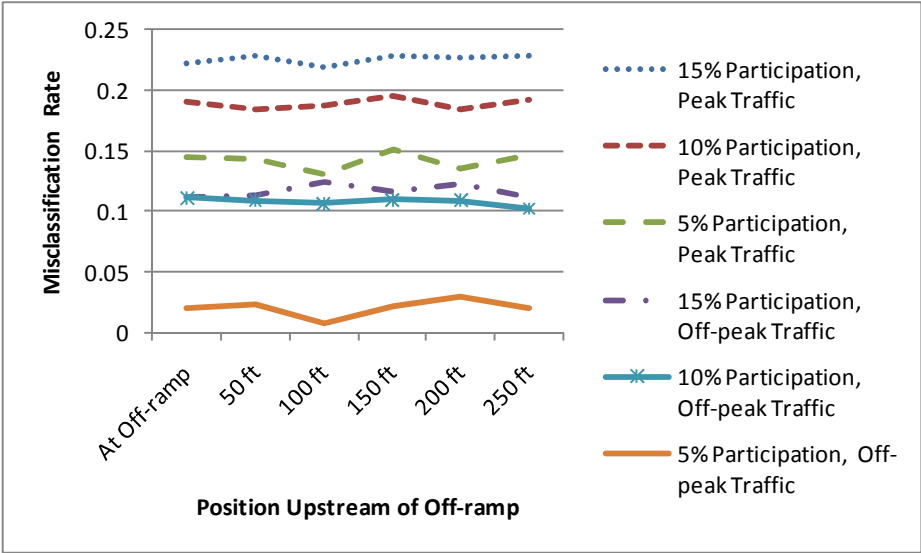 0.25
0.2
0.15
0.1
0.05
0
Misclassification Rate
At Off-ramp
50 ft
100 ft
150 ft
200 ft
250 ft
Position Upstream of Off-ramp
15% Participation,
Peak Traffic
10% Participation,
Peak Traffic
5% Participation,
Peak Traffic
15% Participation,
Off-peak Traffic
10% Participation,
Off-peak Traffic
5% Participation, Off-
peak Traffic